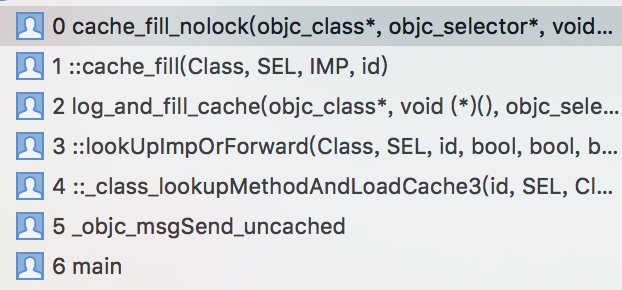 0 cache_fill_nolock(objc_class*, objc_selector*, void...
1 ::cache_fill(Class, SEL, IMP, id)
2 log_and_fill_cache(objc_class*, void (*)(), objc_sele...
3 ::lookUpImpOrForward(Class, SEL, id, bool, bool, b...
4 ::_class_lookupMethodAndLoadCache3(id, SEL, Cl...
5 _objc_msgSend_uncached
6 main